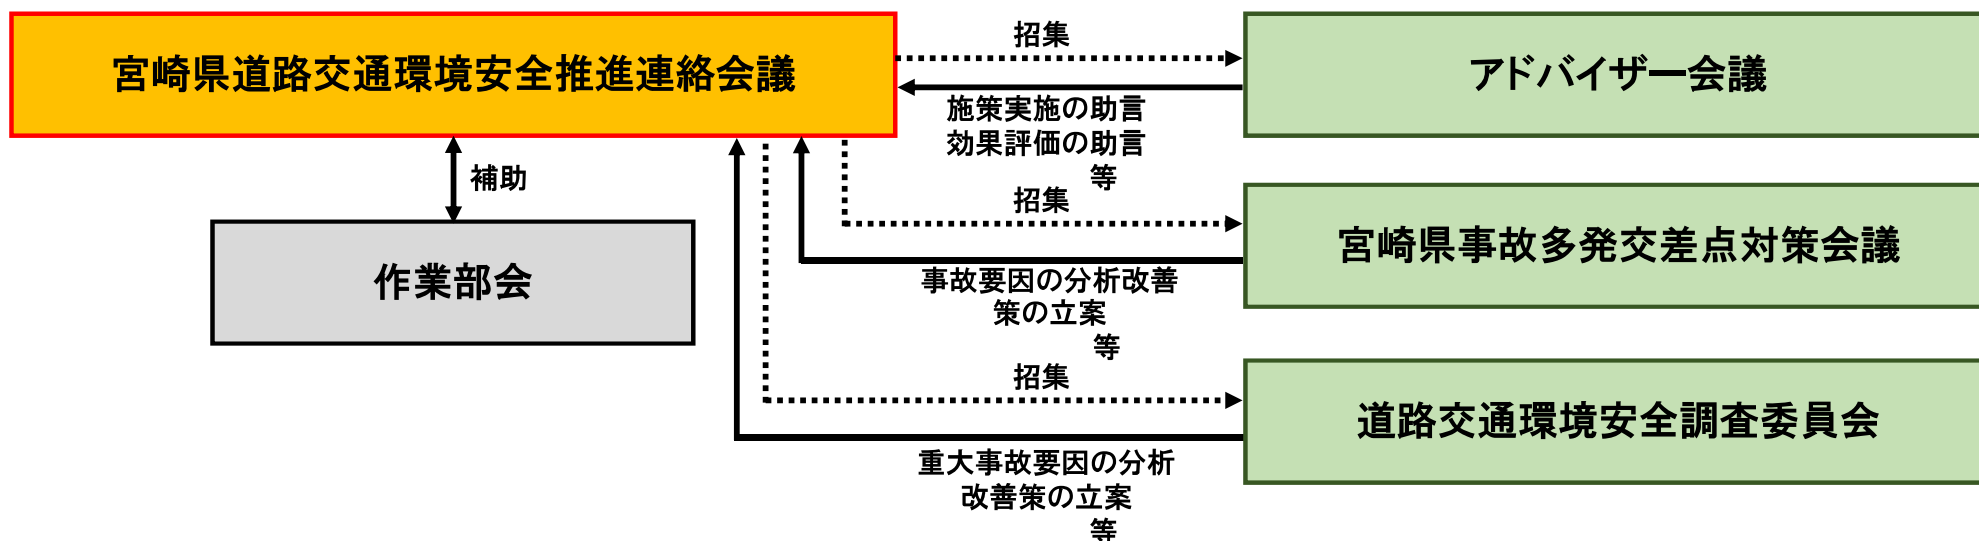 宮崎県道路交通環境安全推進連絡会議
招集
アドバイザー会議
施策実施の助言
効果評価の助言
等
補助
作業部会
招集
宮崎県事故多発交差点対策会議
事故要因の分析改善
策の立案
等
招集
道路交通環境安全調査委員会
重大事故要因の分析
改善策の立案
等